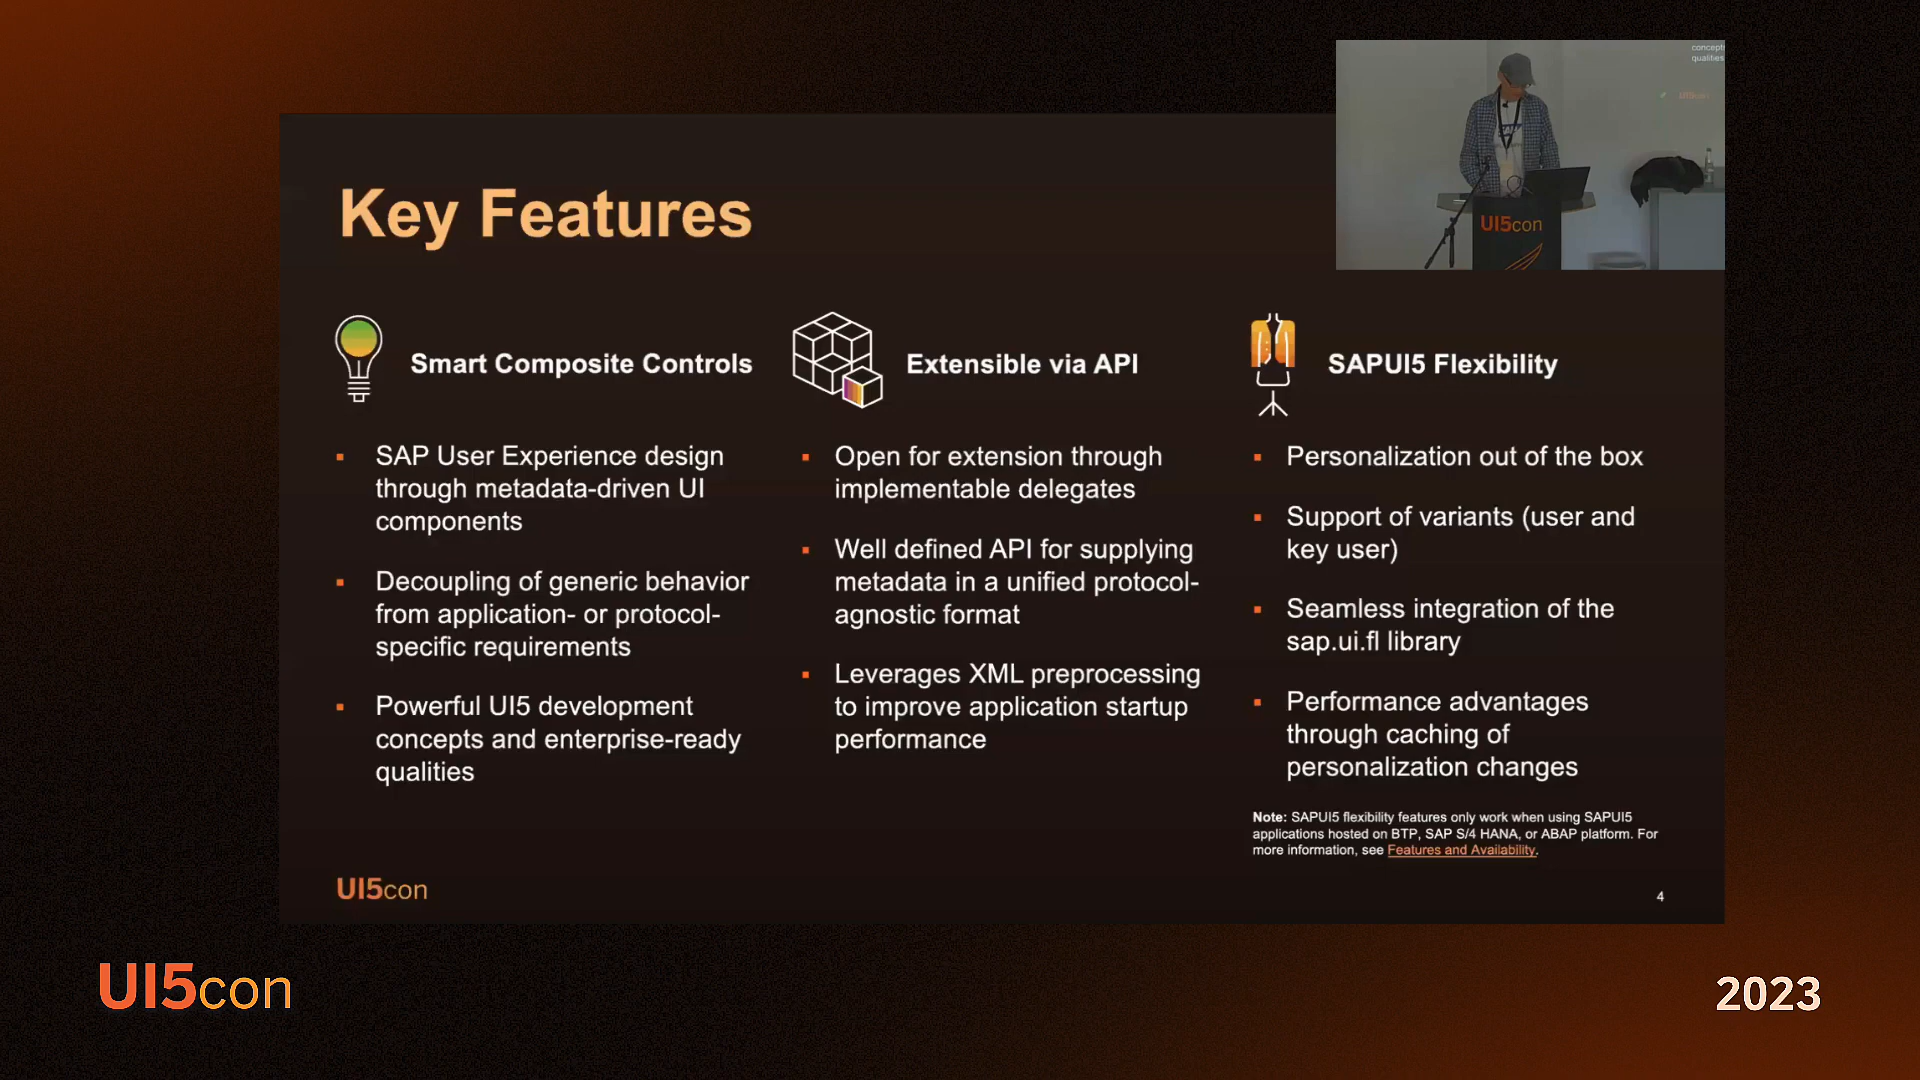 concept
qualities
UI5con
Key Features
Smart Composite Controls
▪ SAP User Experience design
through metadata-driven UI
components
▪ Decoupling of generic behavior
from application- or protocol-
specific requirements
▪ Powerful UI5 development
concepts and enterprise-ready
qualities
Extensible via API
▪ Open for extension through
implementable delegates
▪ Well defined API for supplying
metadata in a unified protocol-
agnostic format
▪ Leverages XML preprocessing
to improve application startup
performance
SAPUI5 Flexibility
▪ Personalization out of the box
▪ Support of variants (user and
key user)
▪ Seamless integration of the
sap.ui.fl library
▪ Performance advantages
through caching of
personalization changes
Note: SAPUI5 flexibility features only work when using SAPUI5
applications hosted on BTP, SAP S/4 HANA, or ABAP platform. For
more information, see Features and Availability.
UI5con
4
UI5con
2023